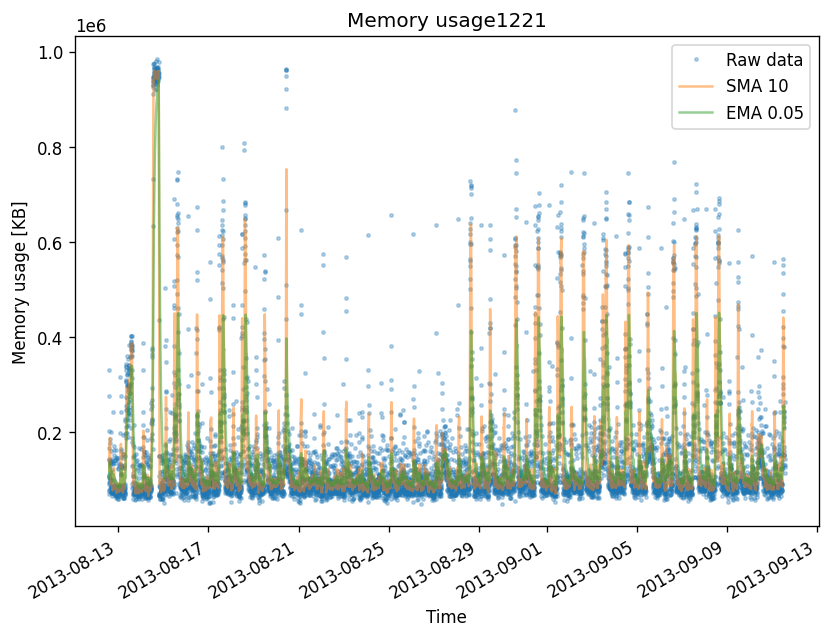 Memory usage1221
1e6
1.0
0.8
0.6
0.4
0.2
Memory usage [KB]
Raw data
SMA 10
EMA 0.05
2013-08-13
2013-08-17
2013-08-21
2013-08-25
2013-08-29
2013-09-01
2013-09-05
2013-09-09
2013-09-13
Time